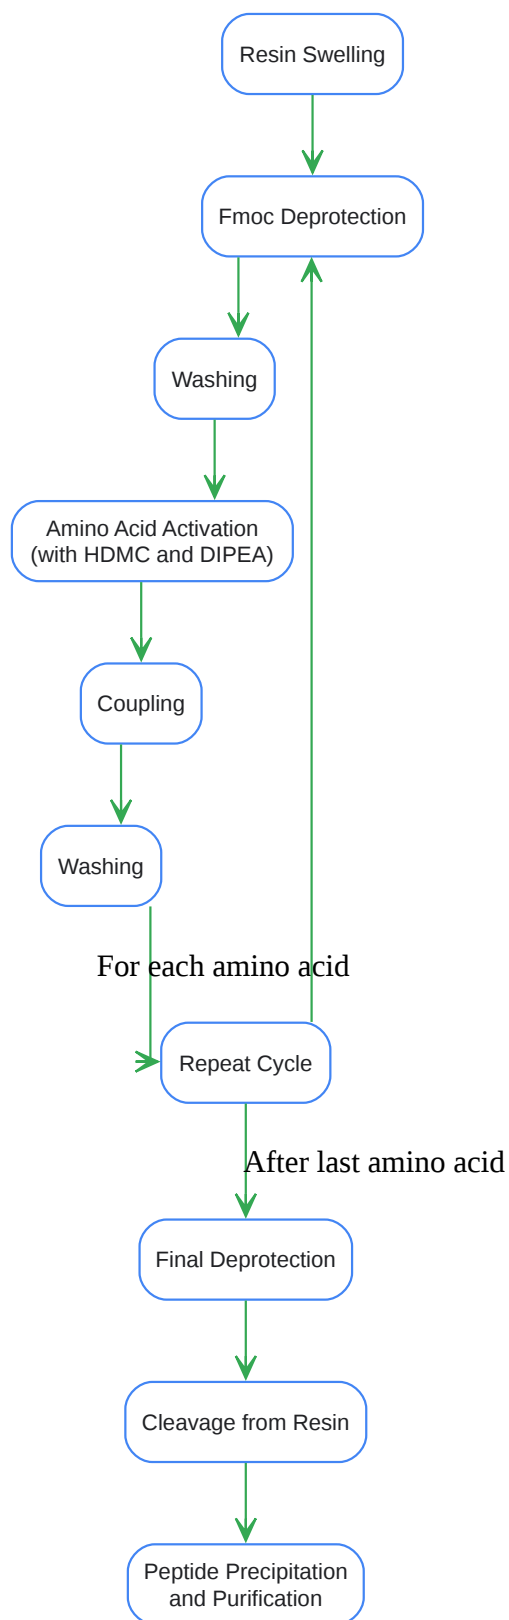 Resin Swelling
Fmoc Deprotection
Washing
Amino Acid Activation
(with HDMC and DIPEA)
Coupling
Washing
For each amino acid
Repeat Cycle
After last amino acid
Final Deprotection
Cleavage from Resin
Peptide Precipitation
and Purification